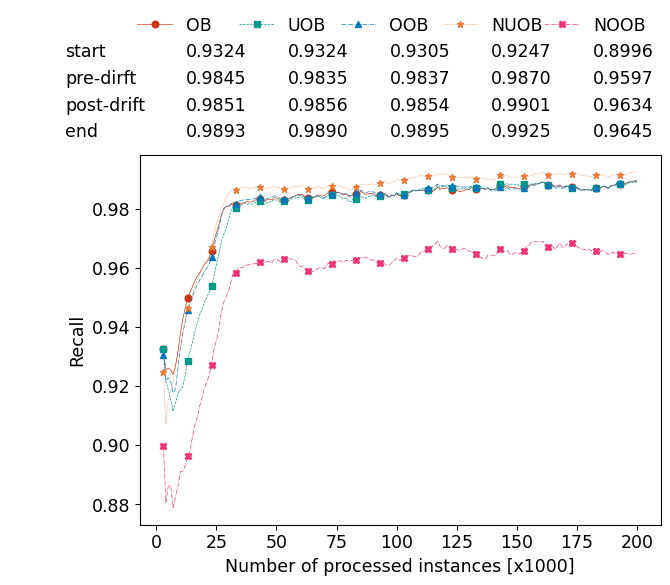 OB UOB OOB NUOB NOOB
start 0.9324 0.9324 0.9305 0.9247 0.8996
pre-dirft 0.9845 0.9835 0.9837 0.9870 0.9597
post-drift 0.9851 0.9856 0.9854 0.9901 0.9634
end 0.9893 0.9890 0.9895 0.9925 0.9645
0.98
0.96
0.94
0.92
0.90
0.88
Recall
0 25 50 75 100 125 150 175 200
Number of processed instances [x1000]